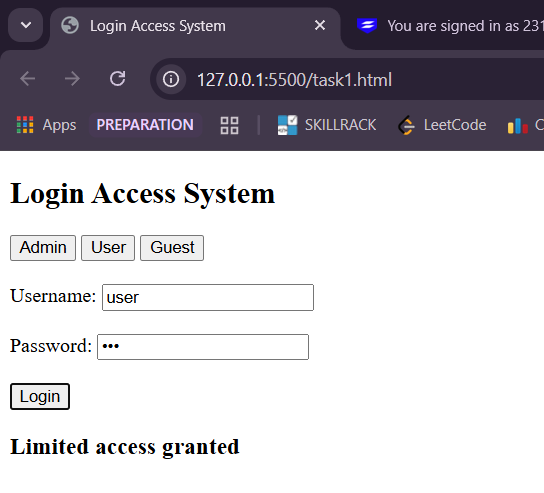 Login Access System
You are signed in as 231
127.0.0.1:5500/task1.html
Apps PREPARATION SKILLRACK LeetCode
Login Access System
Admin User Guest
Username: user
Password: •••
Login
Limited access granted